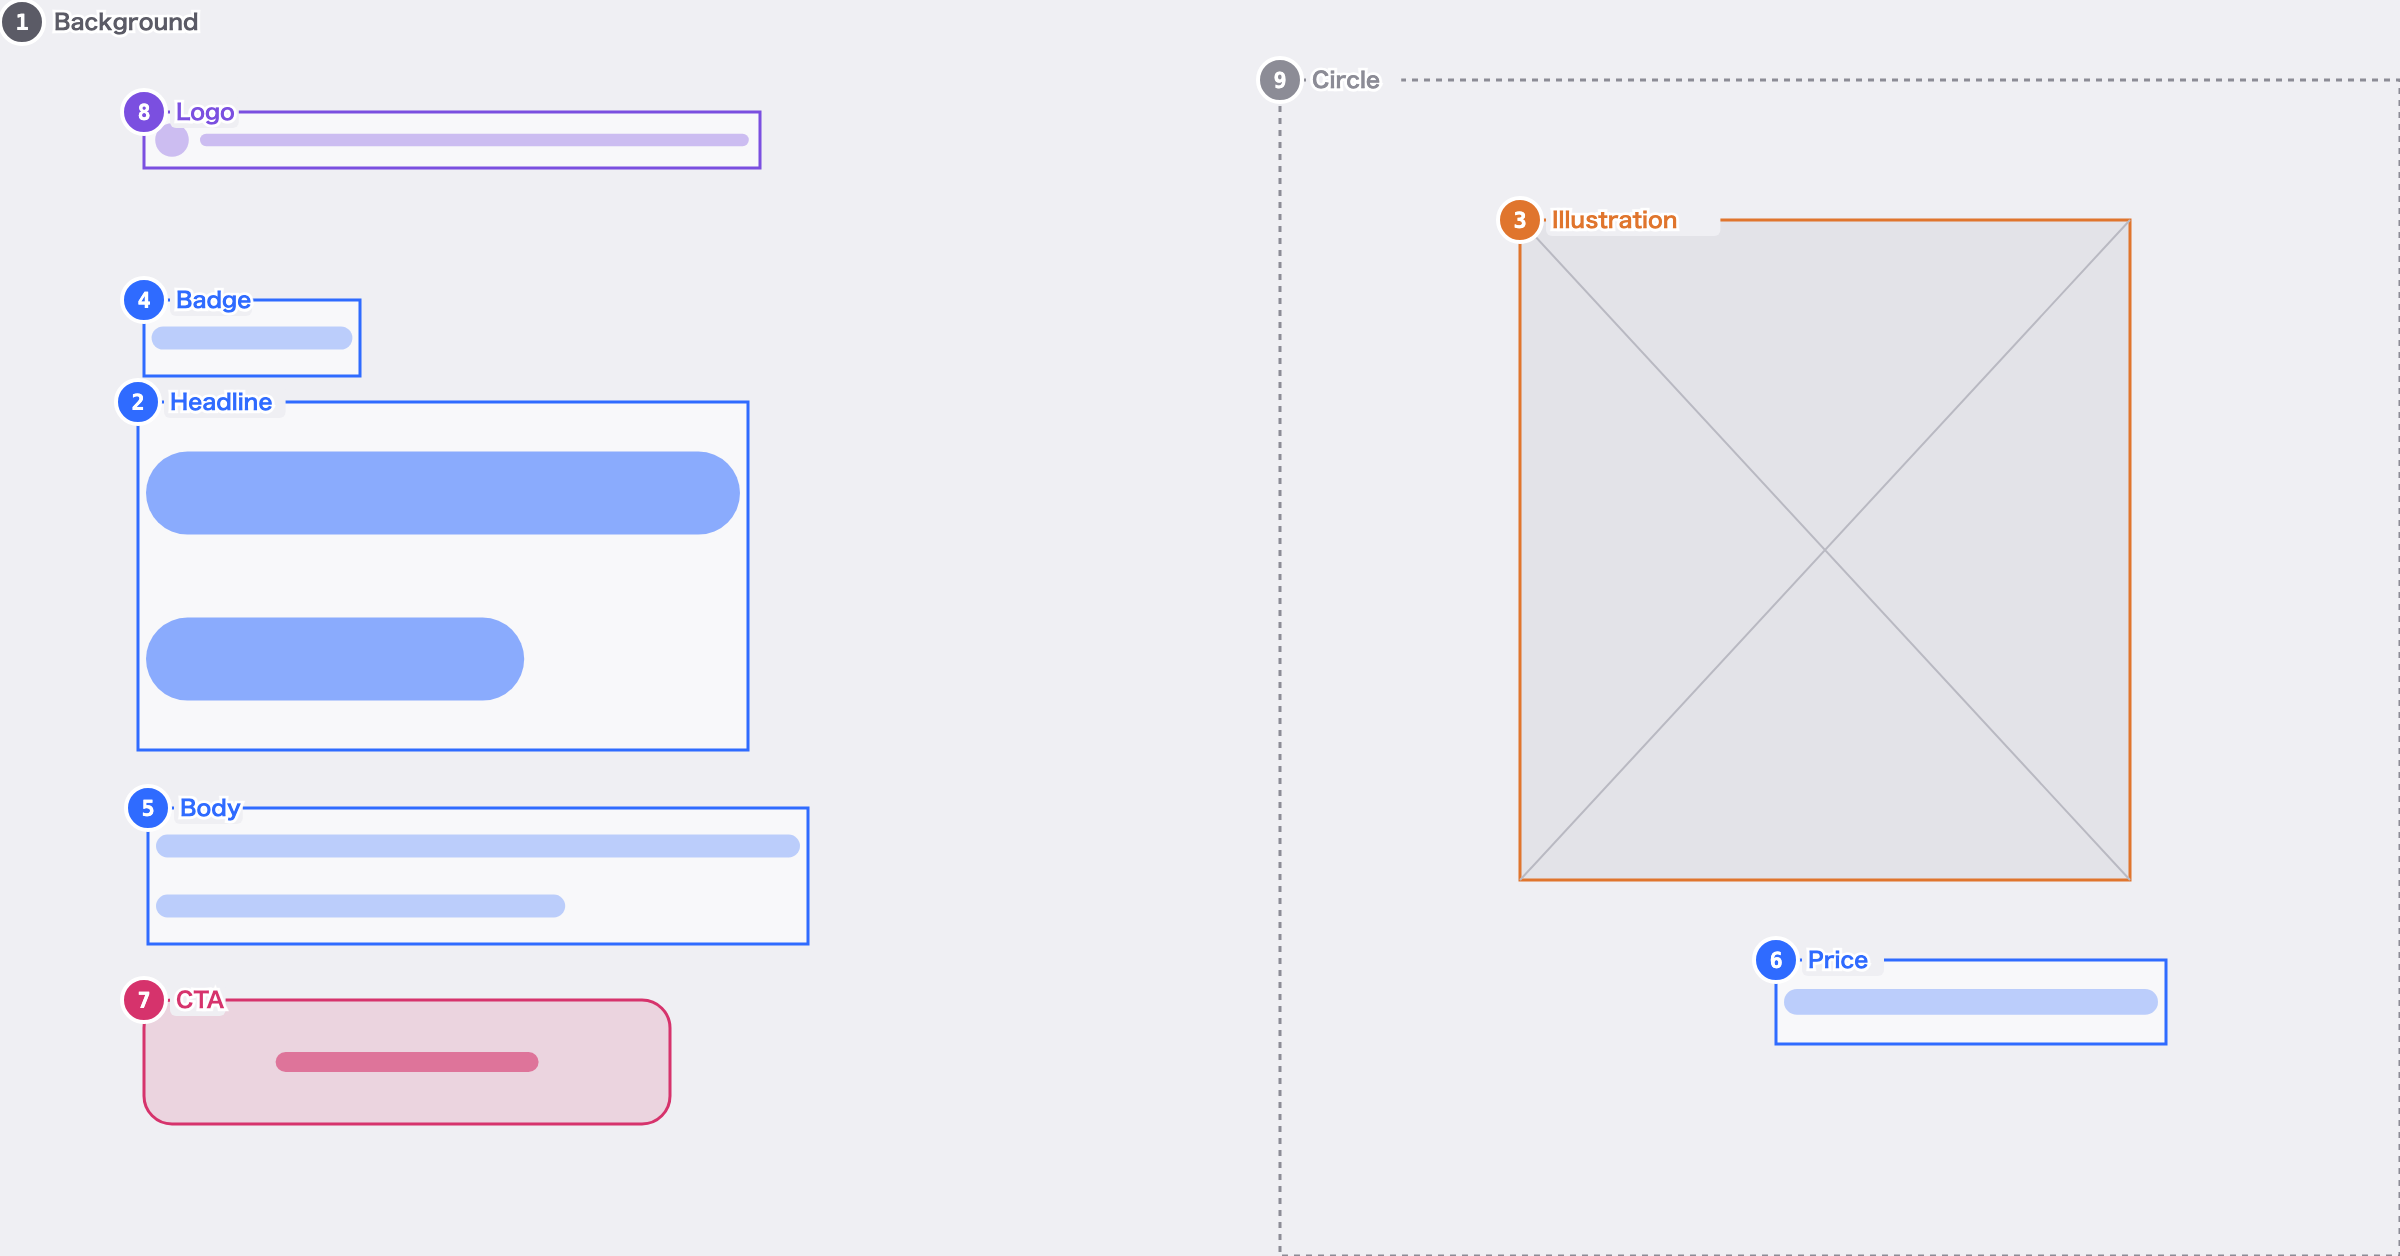 1 Background
9 Circle
8 Logo
3 Illustration
4 Badge
2 Headline
5 Body
6 Price
7 CTA